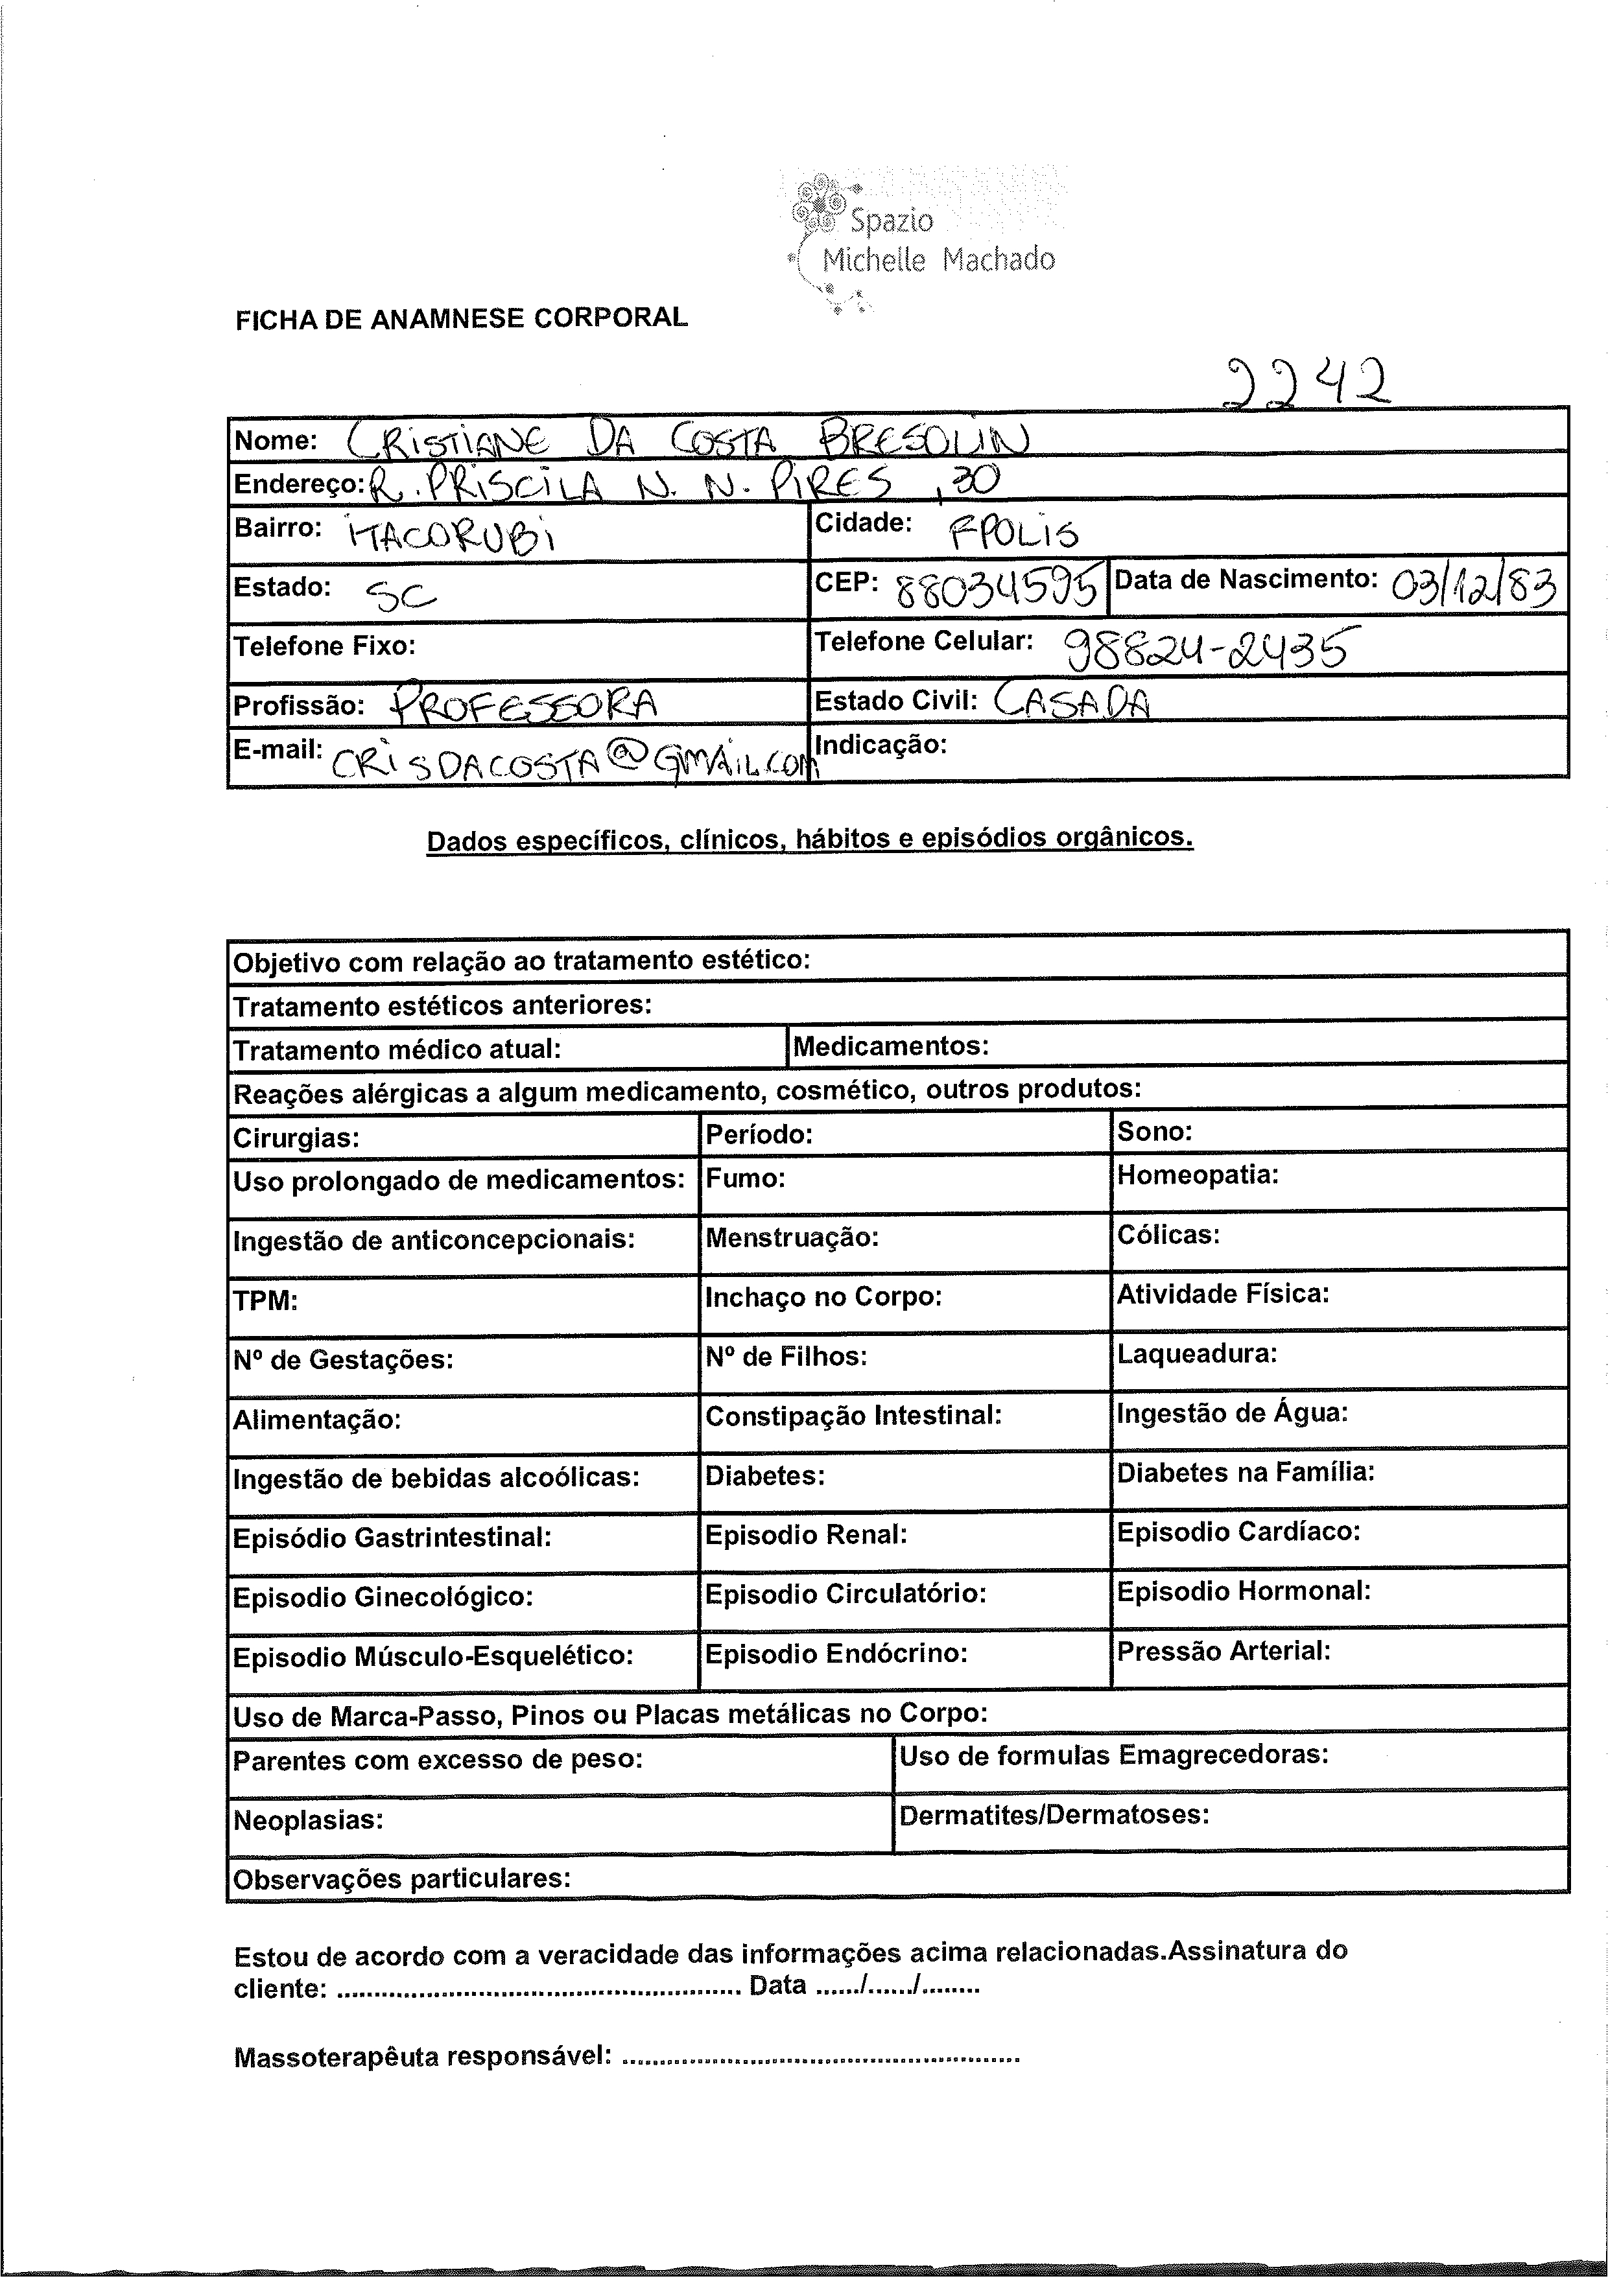 Spazio
Michelle Machado
FICHA DE ANAMNESE CORPORAL
2242
Nome: CRISTIANE DA COSTA BRESOLIN
Endereço: R. PRISCILA N. N. PIRES, 30
Bairro: ITACORUBI Cidade: FPOLIS
Estado: SC CEP: 88034595 Data de Nascimento: 03/12/83
Telefone Fixo: Telefone Celular: 98824-2435
Profissão: PROFESSORA Estado Civil: CASADA
E-mail: CRISDACOSTA@GMAIL.COM Indicação:
Dados específicos, clínicos, hábitos e episódios orgânicos.
Objetivo com relação ao tratamento estético:
Tratamento estéticos anteriores:
Tratamento médico atual: Medicamentos:
Reações alérgicas a algum medicamento, cosmético, outros produtos:
Cirurgias: Período: Sono:
Uso prolongado de medicamentos: Fumo: Homeopatia:
Ingestão de anticoncepcionais: Menstruação: Cólicas:
TPM: Inchaço no Corpo: Atividade Física:
Nº de Gestações: Nº de Filhos: Laqueadura:
Alimentação: Constipação Intestinal: Ingestão de Água:
Ingestão de bebidas alcoólicas: Diabetes: Diabetes na Família:
Episódio Gastrintestinal: Episodio Renal: Episodio Cardíaco:
Episodio Ginecológico: Episodio Circulatório: Episodio Hormonal:
Episodio Músculo-Esquelético: Episodio Endócrino: Pressão Arterial:
Uso de Marca-Passo, Pinos ou Placas metálicas no Corpo:
Parentes com excesso de peso: Uso de formulas Emagrecedoras:
Neoplasias: Dermatites/Dermatoses:
Observações particulares:
Estou de acordo com a veracidade das informações acima relacionadas.Assinatura do
cliente: ...................................................... Data ....../....../........
Massoterapêuta responsável: .....................................................